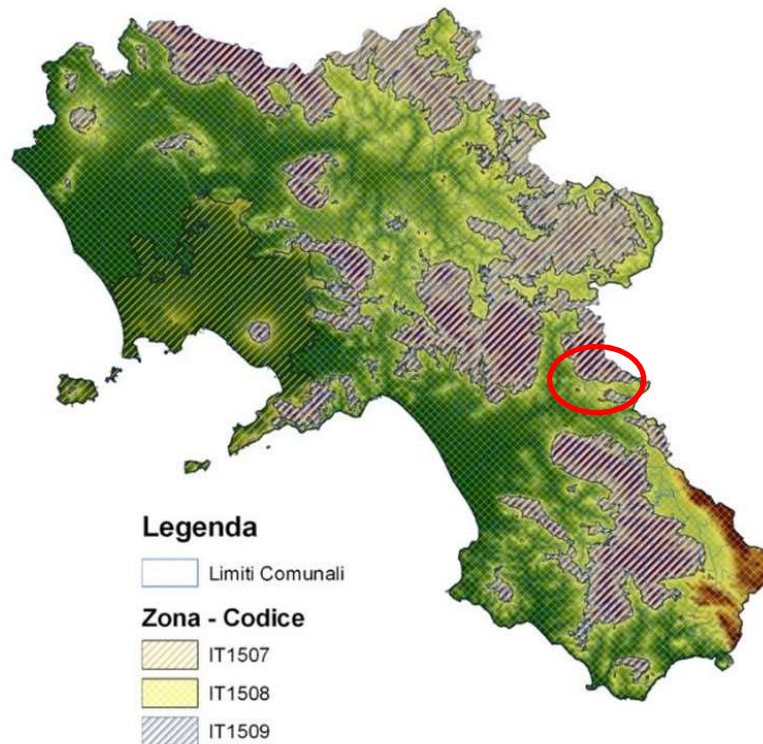 Legenda
Limiti Comunali
Zona - Codice
IT1507
IT1508
IT1509